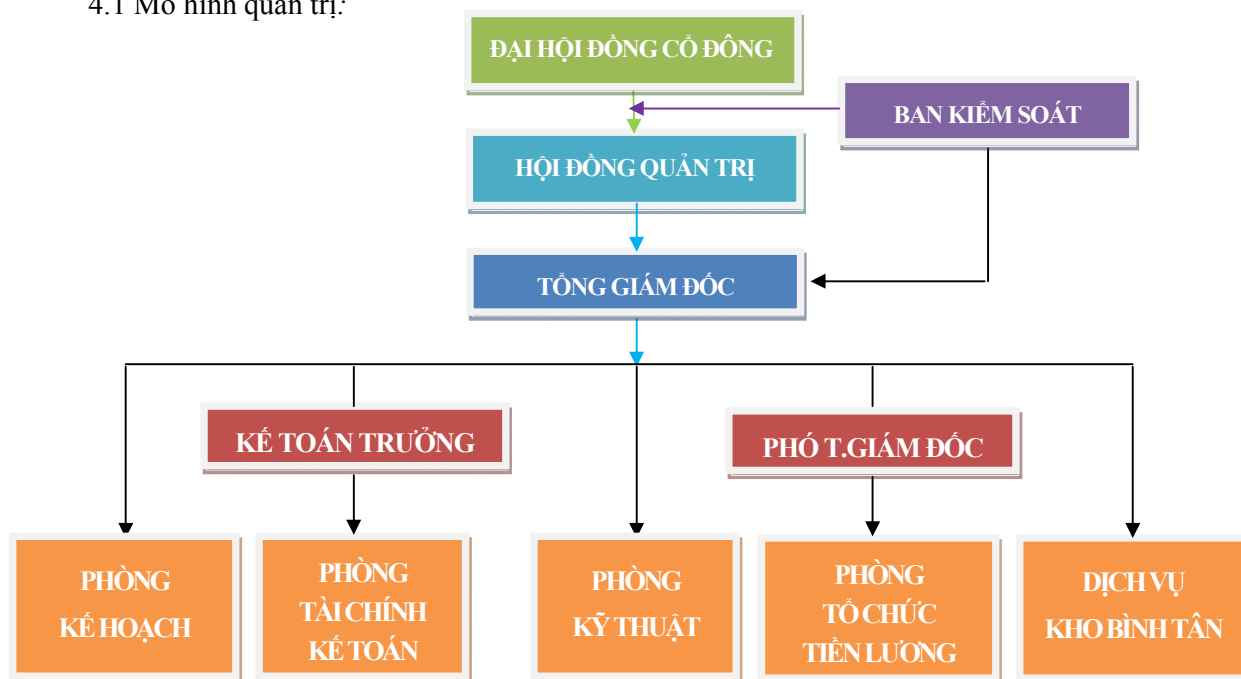 4.1 Mô hình quản trị:
ĐẠI HỘI ĐỒNG CỔ ĐÔNG
BAN KIỂM SOÁT
HỘI ĐỒNG QUẢN TRỊ
TỔNG GIÁM ĐỐC
KẾ TOÁN TRƯỞNG
PHÓ T.GIÁM ĐỐC
PHÒNG
KẾ HOẠCH
PHÒNG
TÀI CHÍNH
KẾ TOÁN
PHÒNG
KỸ THUẬT
PHÒNG
TỔ CHỨC
TIỀN LƯƠNG
DỊCH VỤ
KHO BÌNH TÂN